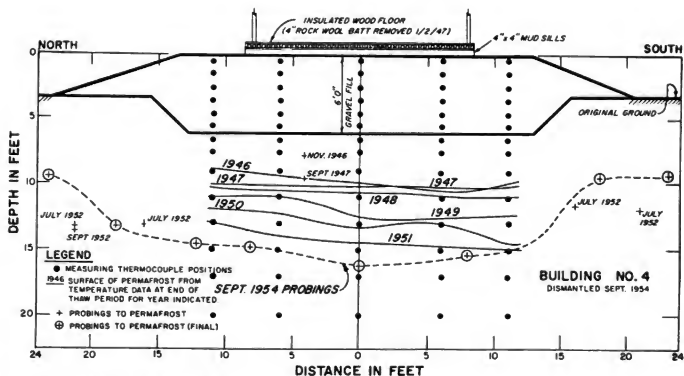 INSULATED WOOD FLOOR
(4" ROCK WOOL BATT REMOVED 1/2/47)
4" x 4" MUD SILLS
NORTH
SOUTH
0
5
10
15
20
DEPTH IN FEET
6'0"
GRAVEL FILL
ORIGINAL GROUND
NOV. 1946
SEPT 1947
1946
1947
1947
1948
1950
1949
1951
JULY 1952
SEPT 1952
JULY 1952
JULY 1952
JULY
1952
LEGEND
MEASURING THERMOCOUPLE POSITIONS
1946 SURFACE OF PERMAFROST FROM
TEMPERATURE DATA AT END OF
THAW PERIOD FOR YEAR INDICATED
+ PROBINGS TO PERMAFROST
⊕ PROBINGS TO PERMAFROST (FINAL)
SEPT. 1954 PROBINGS
BUILDING NO. 4
DISMANTLED SEPT. 1954
24 20 15 10 5 0 5 10 15 20 24
DISTANCE IN FEET